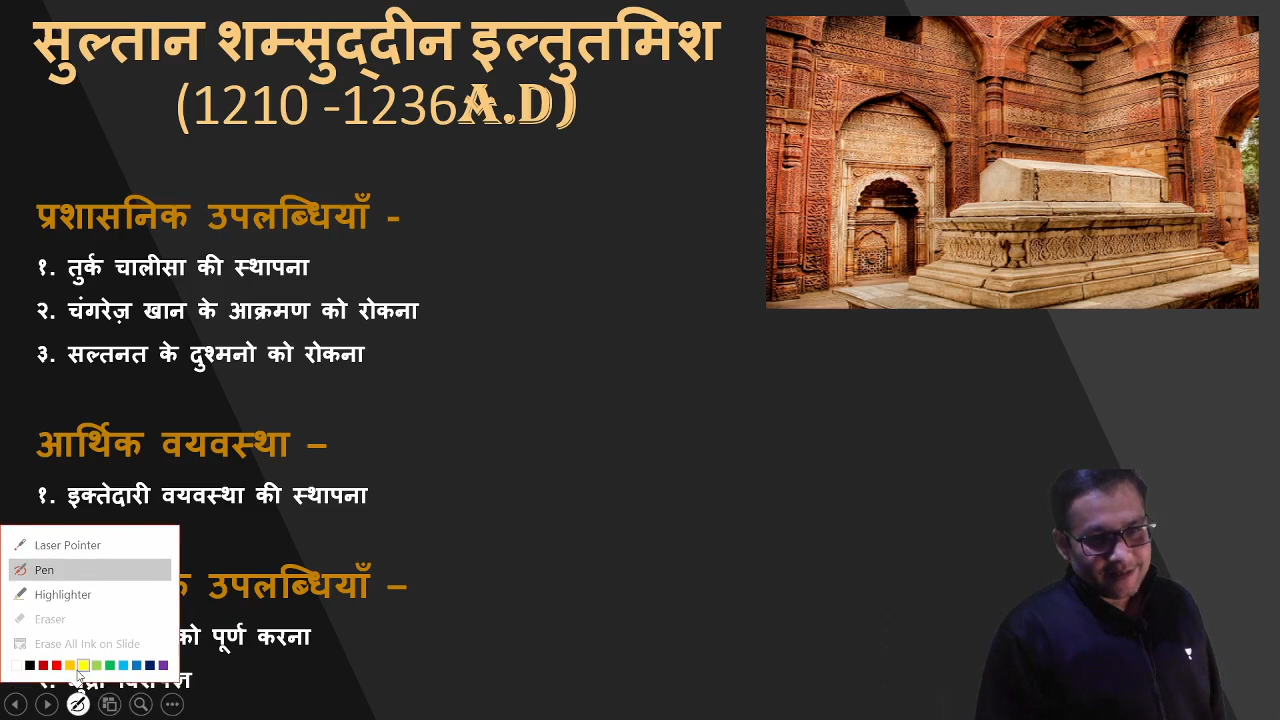 सुल्तान शम्सुद्दीन इल्तुतमिश
(1210 -1236A.D)
प्रशासनिक उपलब्धियाँ -
१. तुर्क चालीसा की स्थापना
२. चंगरेज़ खान के आक्रमण को रोकना
३. सल्तनत के दुश्मनो को रोकना
आर्थिक वयवस्था –
१. इक्तेदारी वयवस्था की स्थापना
उपलब्धियाँ –
को पूर्ण करना
Laser Pointer
Pen
Highlighter
Eraser
Erase All Ink on Slide